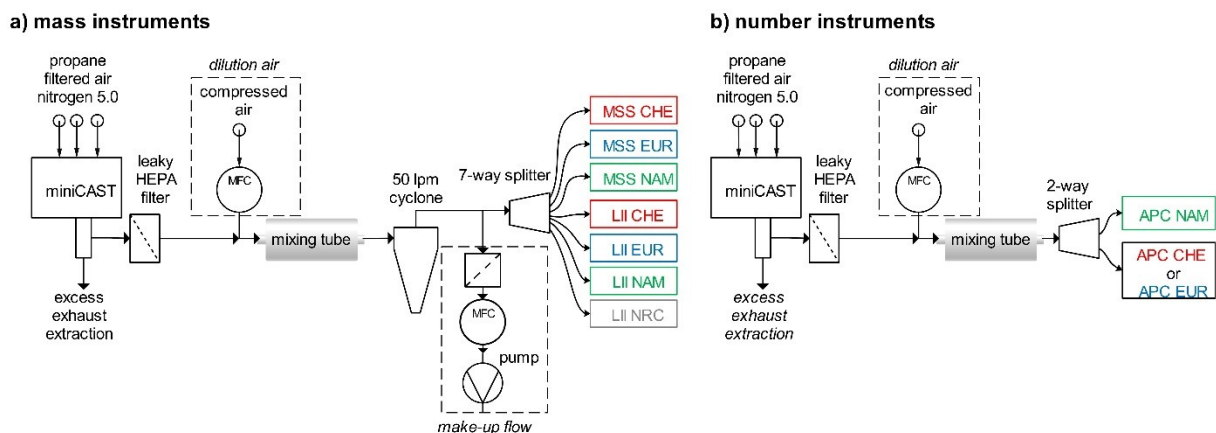 a) mass instruments
propane
filtered air
nitrogen 5.0
miniCAST
excess
exhaust
extraction
leaky
HEPA
filter
dilution air
compressed
air
MFC
mixing tube
50 lpm
cyclone
7-way splitter
MFC
pump
make-up flow
MSS CHE
MSS EUR
MSS NAM
LII CHE
LII EUR
LII NAM
LII NRC
b) number instruments
propane
filtered air
nitrogen 5.0
miniCAST
excess
exhaust
extraction
leaky
HEPA
filter
dilution air
compressed
air
MFC
mixing tube
2-way
splitter
APC NAM
APC CHE
or
APC EUR